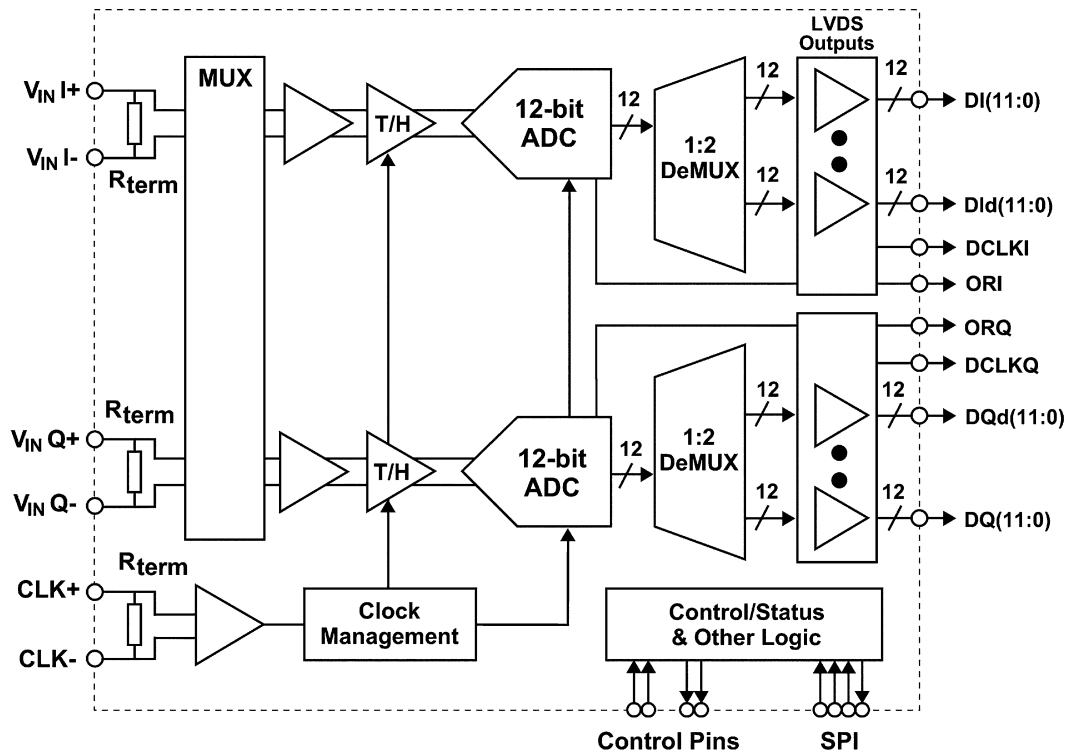 LVDS
Outputs
V_IN I+
V_IN I-
R_term
MUX
T/H
12-bit
ADC
12
1:2
DeMUX
12
12
12
12
DI(11:0)
DId(11:0)
DCLKI
ORI
ORQ
DCLKQ
R_term
V_IN Q+
V_IN Q-
T/H
12-bit
ADC
12
1:2
DeMUX
12
12
12
12
DQd(11:0)
DQ(11:0)
R_term
CLK+
CLK-
Clock
Management
Control/Status
& Other Logic
Control Pins
SPI